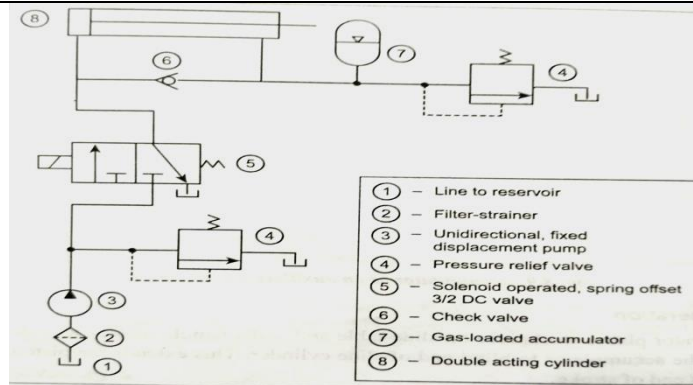 8
6
7
4
5
4
3
2
1
1 – Line to reservoir
2 – Filter-strainer
3 – Unidirectional, fixed
displacement pump
4 – Pressure relief valve
5 – Solenoid operated, spring offset
3/2 DC valve
6 – Check valve
7 – Gas-loaded accumulator
8 – Double acting cylinder